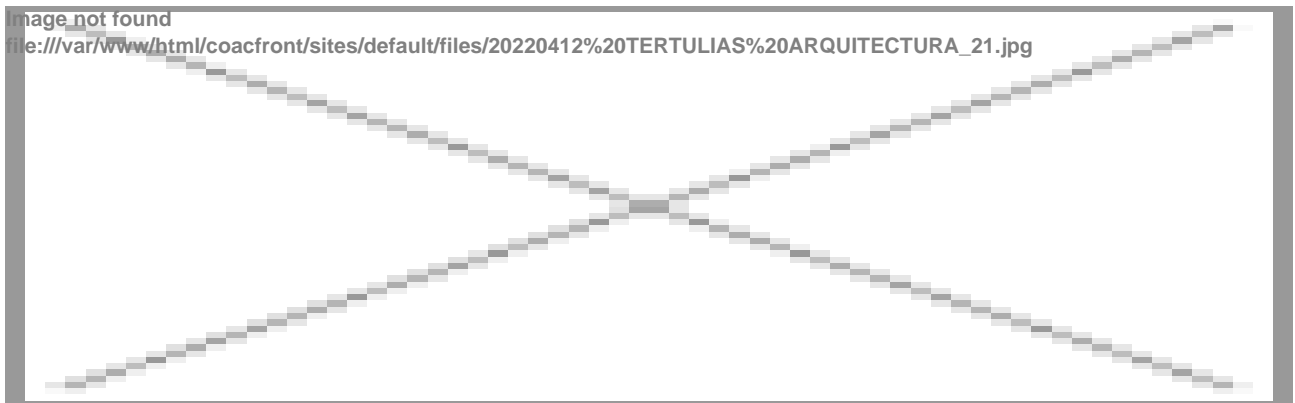 Image not found
file:///var/www/html/coacfront/sites/default/files/20220412%20TERTULIAS%20ARQUITECTURA_21.jpg